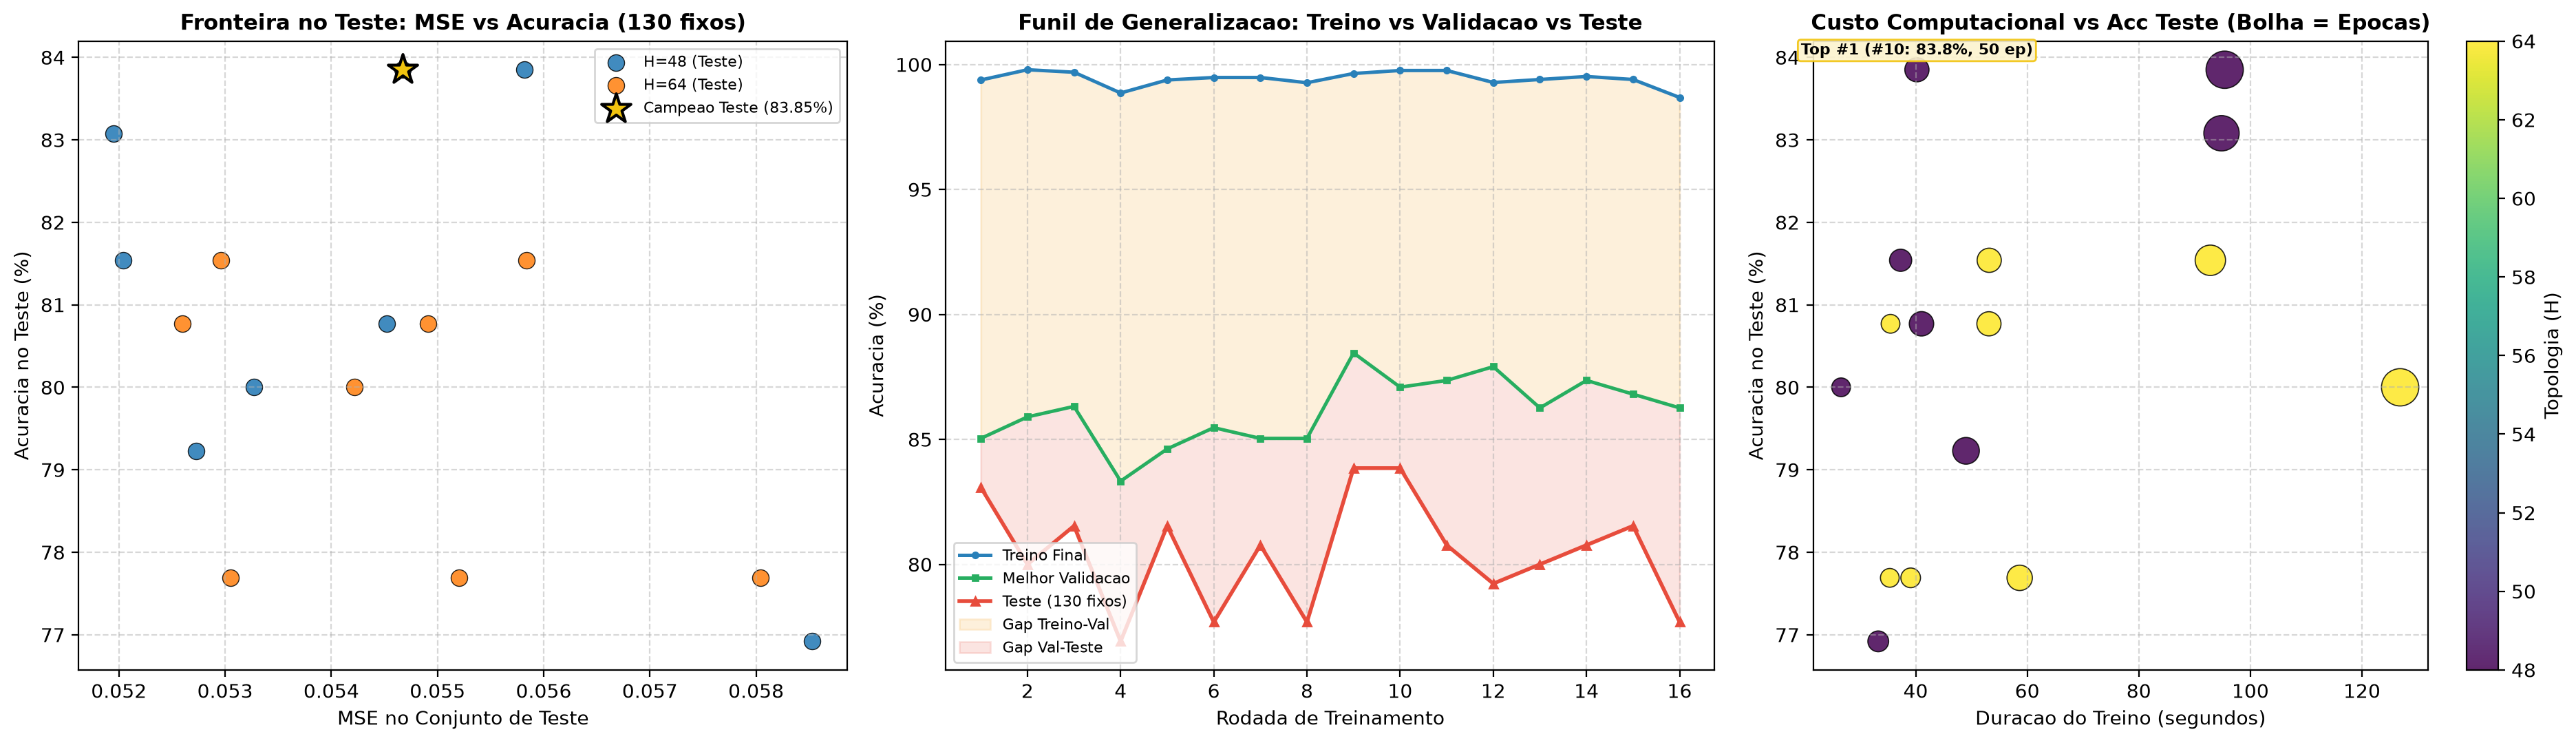 Fronteira no Teste: MSE vs Acuracia (130 fixos)
84
83
82
81
80
79
78
77
Acuracia no Teste (%)
H=48 (Teste)
H=64 (Teste)
Campeao Teste (83.85%)
0.052 0.053 0.054 0.055 0.056 0.057 0.058
MSE no Conjunto de Teste
Funil de Generalizacao: Treino vs Validacao vs Teste
100
95
90
85
80
Acuracia (%)
Treino Final
Melhor Validacao
Teste (130 fixos)
Gap Treino-Val
Gap Val-Teste
2 4 6 8 10 12 14 16
Rodada de Treinamento
Custo Computacional vs Acc Teste (Bolha = Epocas)
Top #1 (#10: 83.8%, 50 ep)
84
83
82
81
80
79
78
77
Acuracia no Teste (%)
40 60 80 100 120
Duracao do Treino (segundos)
64
62
60
58
56
54
52
50
48
Topologia (H)